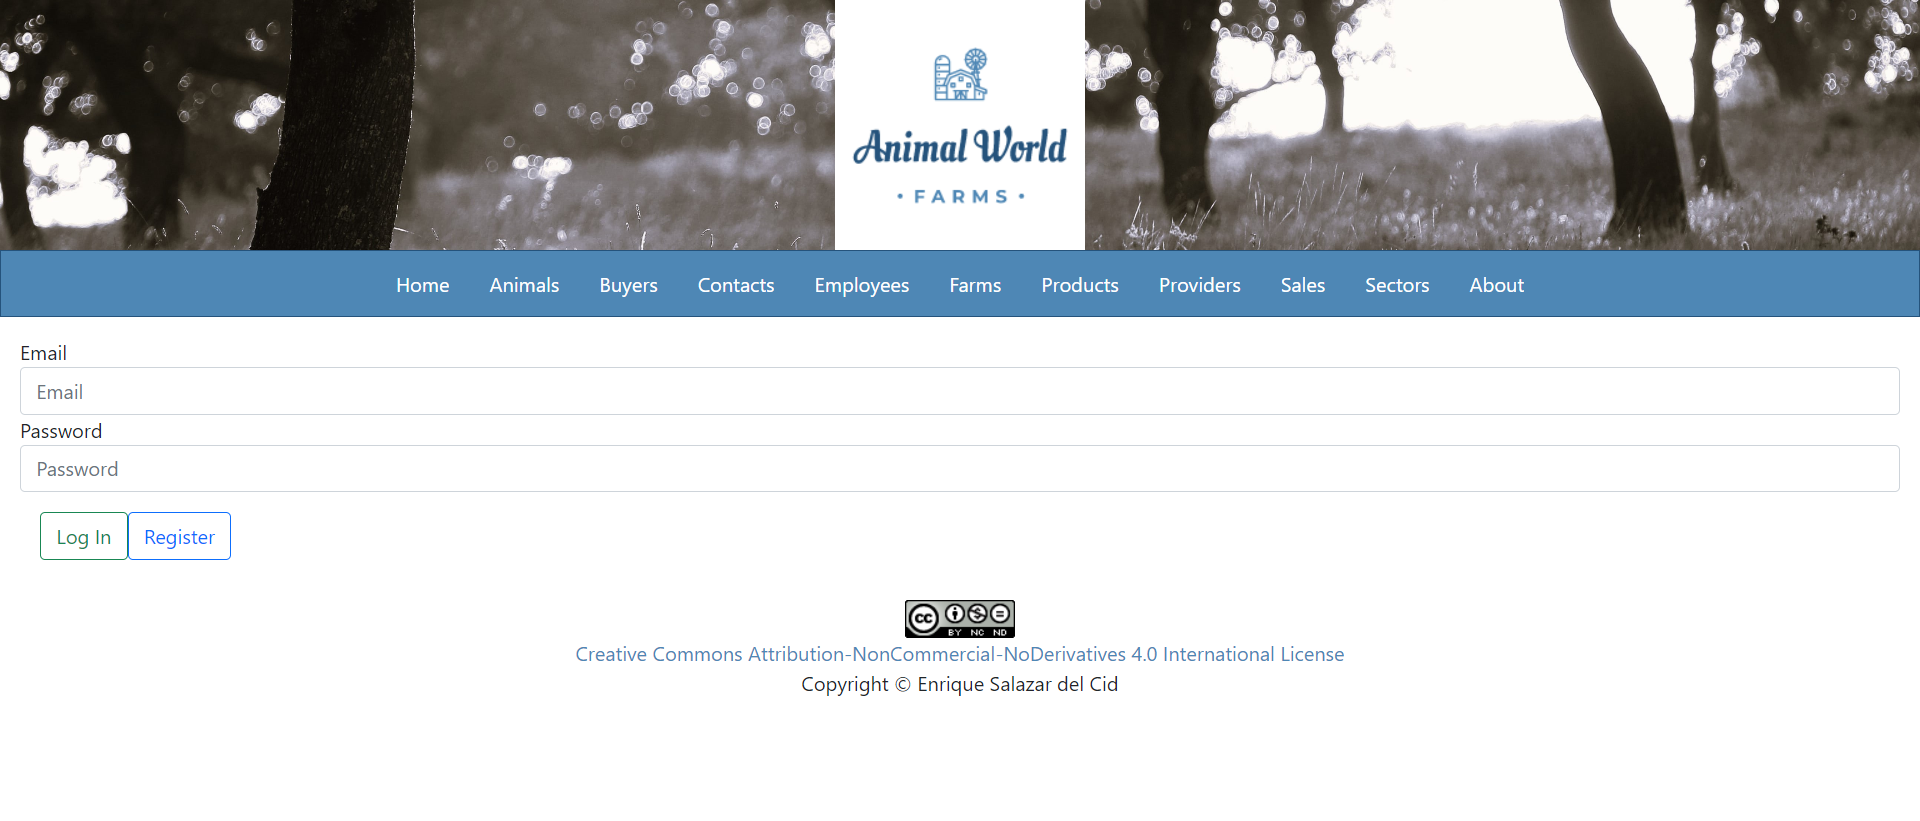 Animal World
• FARMS •
Home Animals Buyers Contacts Employees Farms Products Providers Sales Sectors About
Email
Email
Password
Password
Log In Register
cc BY NC ND
Creative Commons Attribution-NonCommercial-NoDerivatives 4.0 International License
Copyright © Enrique Salazar del Cid